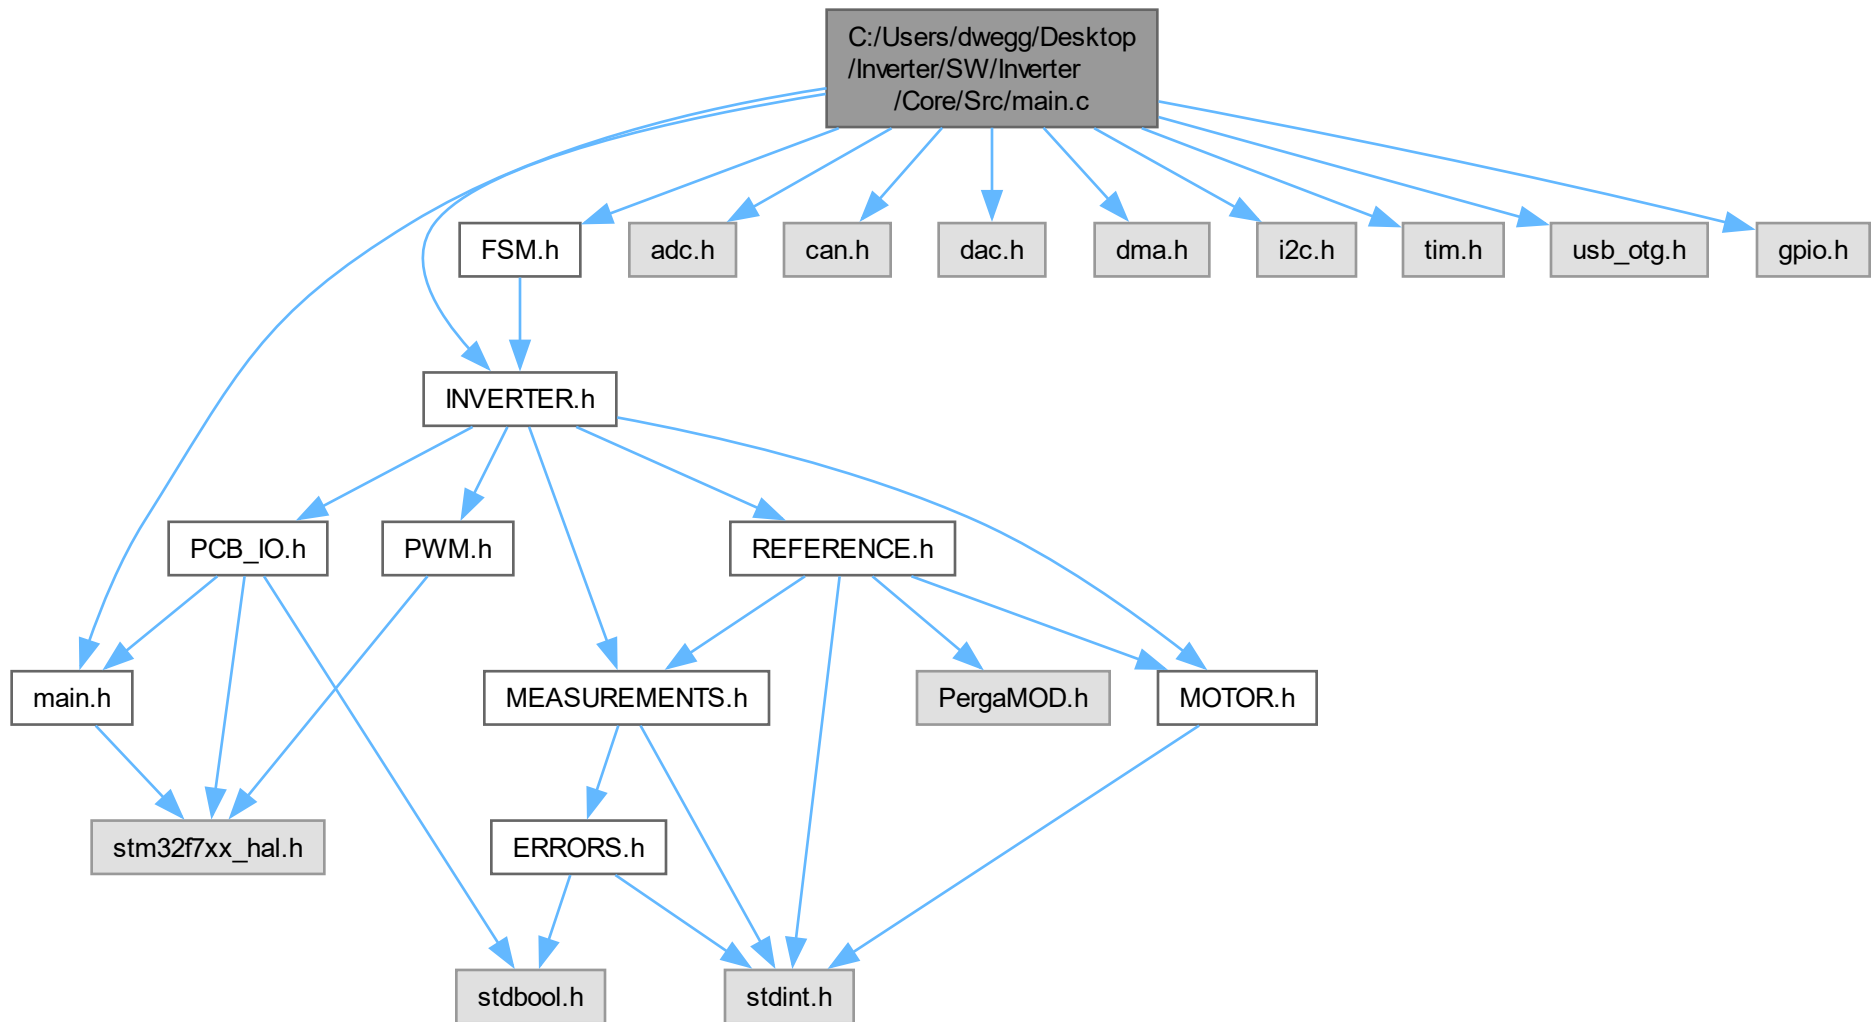 C:/Users/dwegg/Desktop
/Inverter/SW/Inverter
/Core/Src/main.c
FSM.h
adc.h
can.h
dac.h
dma.h
i2c.h
tim.h
usb_otg.h
gpio.h
INVERTER.h
PCB_IO.h
PWM.h
REFERENCE.h
main.h
MEASUREMENTS.h
PergaMOD.h
MOTOR.h
stm32f7xx_hal.h
ERRORS.h
stdbool.h
stdint.h